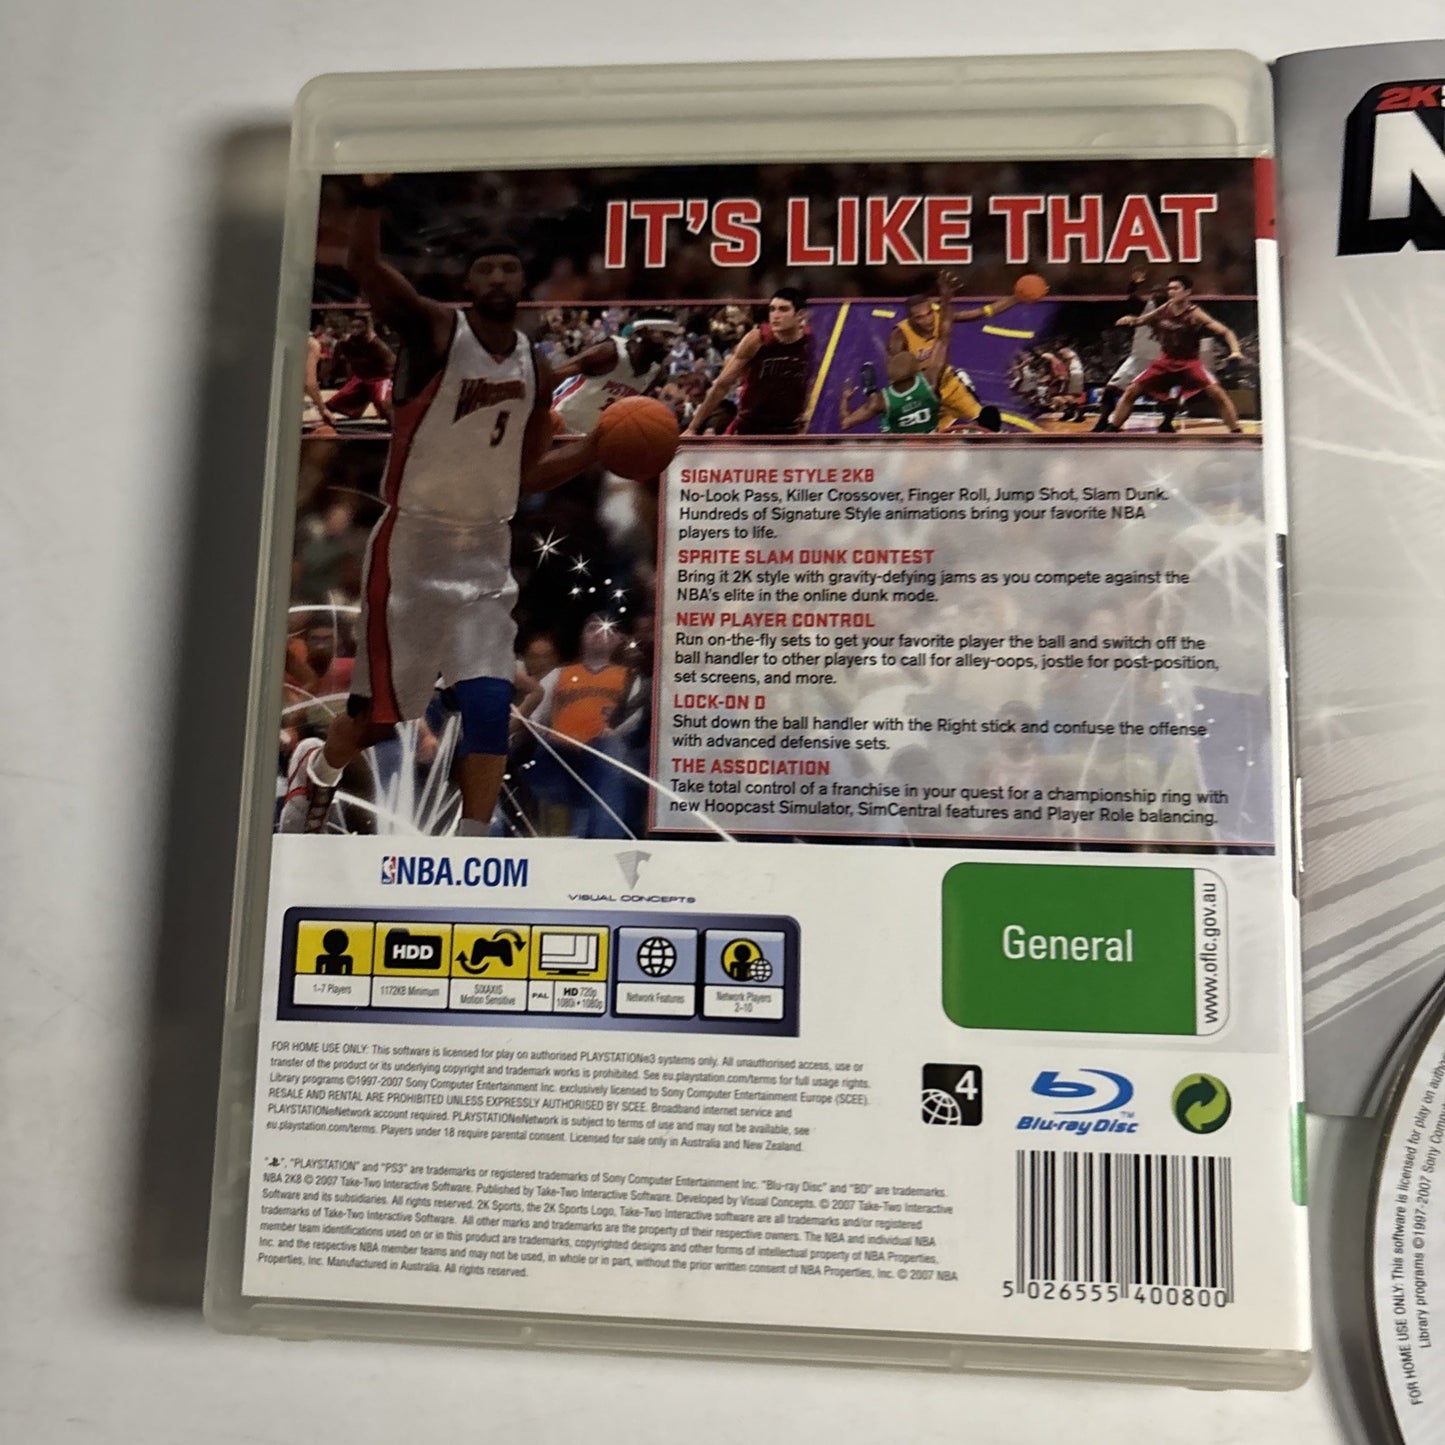 IT'S LIKE THAT
WARRIORS
5
20
SIGNATURE STYLE 2K8
No-Look Pass, Killer Crossover, Finger Roll, Jump Shot, Slam Dunk.
Hundreds of Signature Style animations bring your favorite NBA
players to life.
SPRITE SLAM DUNK CONTEST
Bring it 2K style with gravity-defying jams as you compete against the
NBA's elite in the online dunk mode.
NEW PLAYER CONTROL
Run on-the-fly sets to get your favorite player the ball and switch off the
ball handler to other players to call for alley-oops, jostle for post-position,
set screens, and more.
LOCK-ON D
Shut down the ball handler with the Right stick and confuse the offense
with advanced defensive sets.
THE ASSOCIATION
Take total control of a franchise in your quest for a championship ring with
new Hoopcast Simulator, SimCentral features and Player Role balancing.
NBA.COM
VISUAL CONCEPTS
General
www.oflc.gov.au
HDD
1-7 Players
1172KB Minimum
SIXAXIS
Motion Sensitive
PAL
HD 720p
1080i • 1080p
Network Features
Network Players
2-10
FOR HOME USE ONLY: This software is licensed for play on authorised PLAYSTATION®3 systems only. All unauthorised access, use or
transfer of the product or its underlying copyright and trademark works is prohibited. See eu.playstation.com/terms for full usage rights.
Library programs ©1997-2007 Sony Computer Entertainment Inc. exclusively licensed to Sony Computer Entertainment Europe (SCEE).
RESALE AND RENTAL ARE PROHIBITED UNLESS EXPRESSLY AUTHORISED BY SCEE. Broadband internet service and
PLAYSTATION®Network account required. PLAYSTATION®Network is subject to terms of use and may not be available, see
eu.playstation.com/terms. Players under 18 require parental consent. Licensed for sale only in Australia and New Zealand.
4
Blu-ray Disc
TM
", "PLAYSTATION" and "PS3" are trademarks or registered trademarks of Sony Computer Entertainment Inc. "Blu-ray Disc" and "BD" are trademarks.
NBA 2K8 © 2007 Take-Two Interactive Software. Published by Take-Two Interactive Software. Developed by Visual Concepts. © 2007 Take-Two Interactive
Software and its subsidiaries. All rights reserved. 2K Sports, the 2K Sports Logo, Take-Two Interactive software are all trademarks and/or registered
trademarks of Take-Two Interactive Software. All other marks and trademarks are the property of their respective owners. The NBA and individual NBA
member team identifications used on or in this product are trademarks, copyrighted designs and other forms of intellectual property of NBA Properties,
Inc. and the respective NBA member teams and may not be used, in whole or in part, without the prior written consent of NBA Properties, Inc. © 2007 NBA
Properties, Inc. Manufactured in Australia. All rights reserved.
5 026555 400800
2K
N
FOR HOME USE ONLY: This software is licensed for play on
Library programs ©1997-2007 Sony